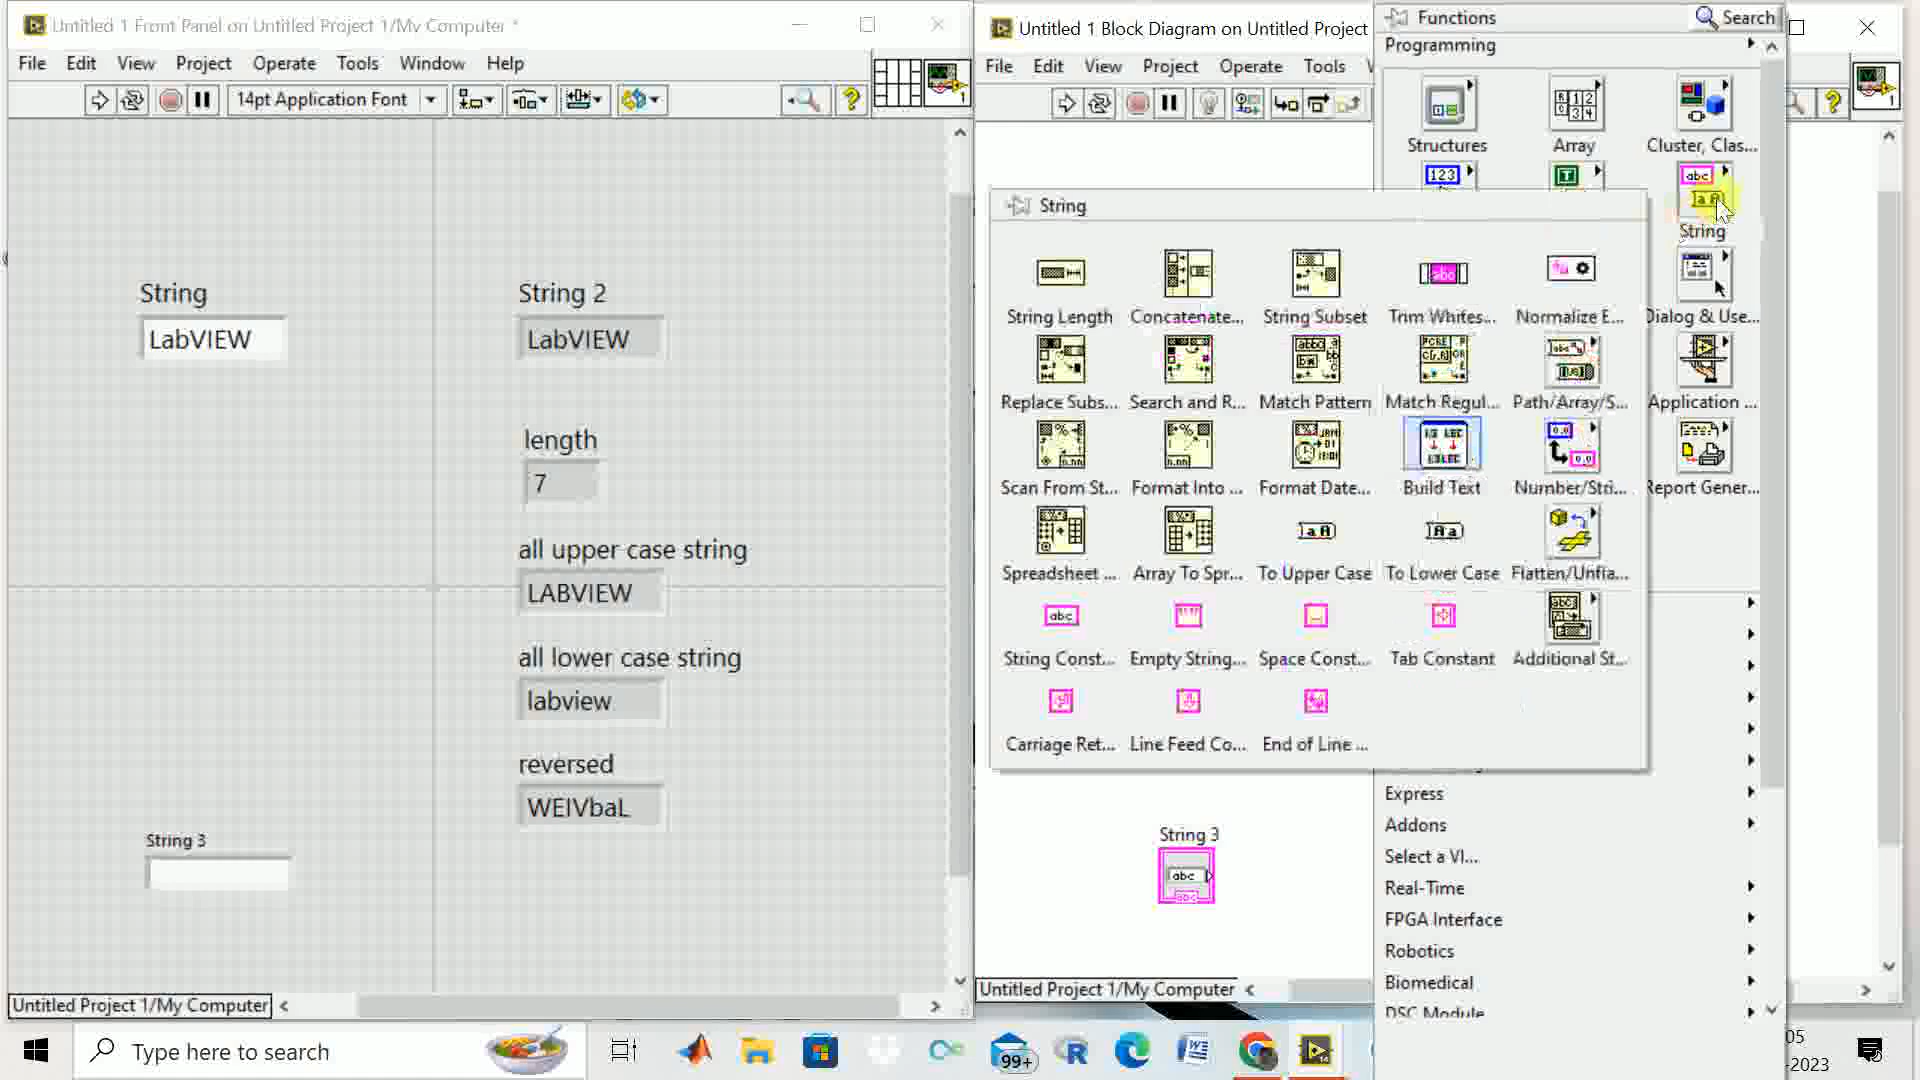 Untitled 1 Front Panel on Untitled Project 1/My Computer *
File Edit View Project Operate Tools Window Help
14pt Application Font
String
LabVIEW
String 2
LabVIEW
length
7
all upper case string
LABVIEW
all lower case string
labview
reversed
WEIVbaL
String 3
Untitled Project 1/My Computer
Untitled 1 Block Diagram on Untitled Project
File Edit View Project Operate Tools
Functions
Search
Programming
Structures Array Cluster, Clas...
String
Dialog & Use...
Application ...
Report Gener...
String
String Length Concatenate... String Subset Trim Whites... Normalize E...
Replace Subs... Search and R... Match Pattern Match Regul... Path/Array/S...
Scan From St... Format Into ... Format Date... Build Text Number/Stri...
Spreadsheet ... Array To Spr... To Upper Case To Lower Case Flatten/Unfla...
String Const... Empty String... Space Const... Tab Constant Additional St...
Carriage Ret... Line Feed Co... End of Line ...
Express
Addons
Select a VI...
Real-Time
FPGA Interface
Robotics
Biomedical
DSC Module
String 3
abc
Untitled Project 1/My Computer
Type here to search
99+
05
-2023